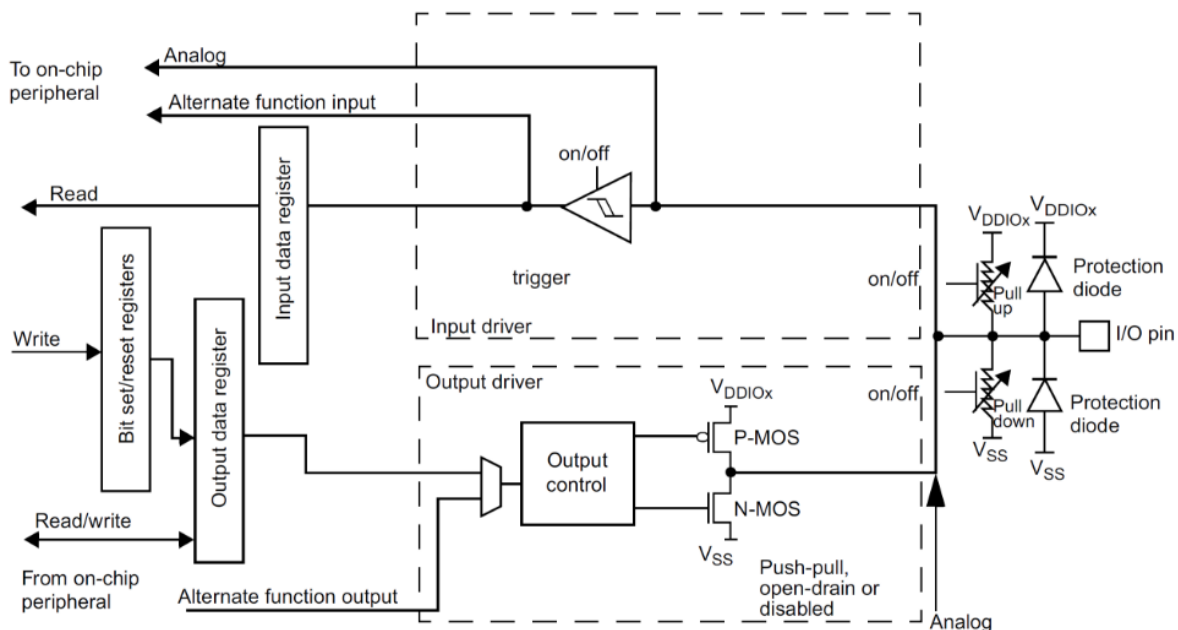 To on-chip
peripheral
Analog
Alternate function input
on/off
Read
Input data register
trigger
Input driver
on/off
VDDIOx
VDDIOx
Pull
up
Protection
diode
I/O pin
Write
Bit set/reset registers
Output data register
Read/write
From on-chip
peripheral
Alternate function output
Output driver
Output
control
VDDIOx
P-MOS
N-MOS
VSS
Push-pull,
open-drain or
disabled
on/off
Pull
down
VSS
Protection
diode
VSS
Analog